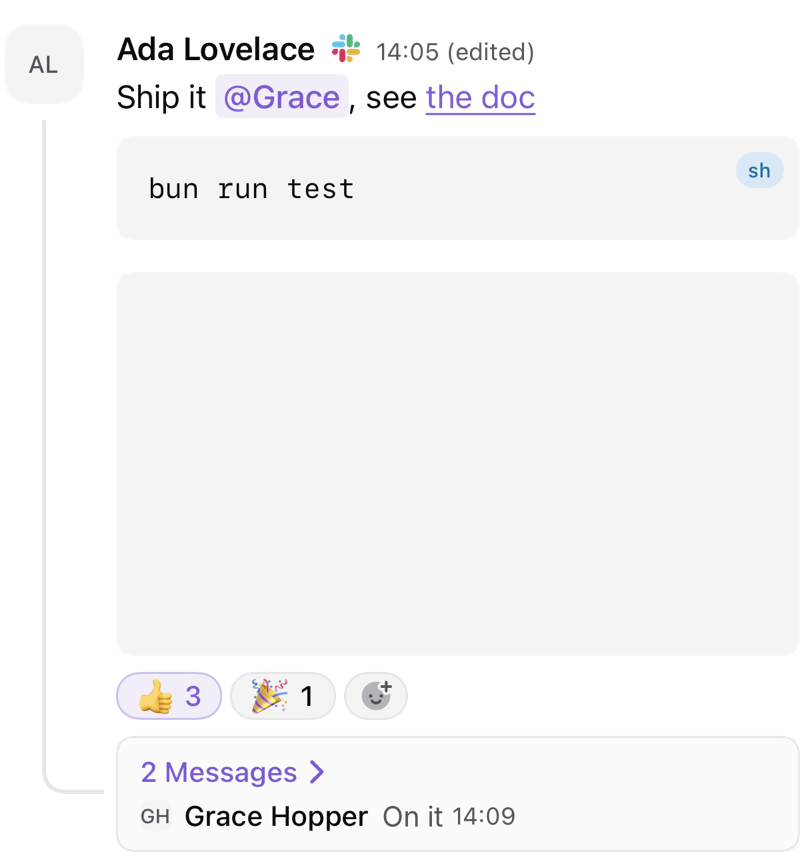 AL
Ada Lovelace 14:05 (edited)
Ship it @Grace, see the doc
sh
bun run test
3 1
2 Messages
GH Grace Hopper On it 14:09